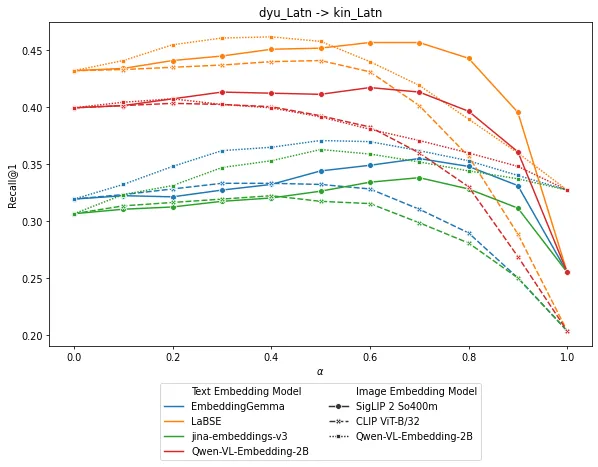 dyu_Latn -> kin_Latn
Recall@1
0.45
0.40
0.35
0.30
0.25
0.20
0.0 0.2 0.4 0.6 0.8 1.0
α
Text Embedding Model Image Embedding Model
EmbeddingGemma SigLIP 2 So400m
LaBSE CLIP ViT-B/32
jina-embeddings-v3 Qwen-VL-Embedding-2B
Qwen-VL-Embedding-2B